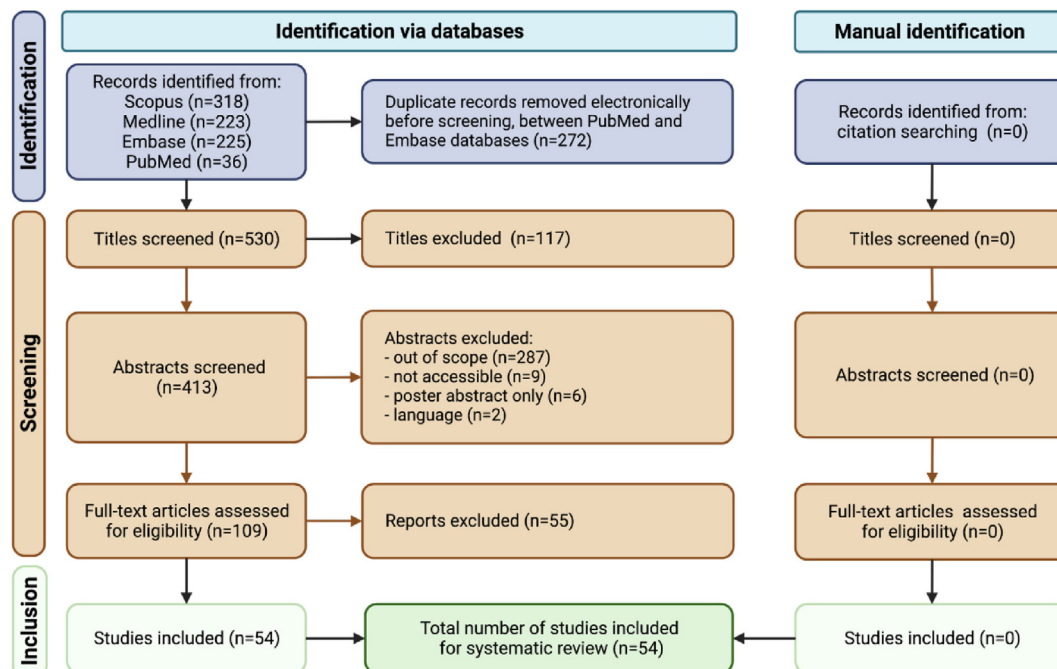 Identification via databases
Manual identification
Identification
Records identified from:
Scopus (n=318)
Medline (n=223)
Embase (n=225)
PubMed (n=36)
Duplicate records removed electronically
before screening, between PubMed and
Embase databases (n=272)
Records identified from:
citation searching (n=0)
Screening
Titles screened (n=530)
Titles excluded (n=117)
Titles screened (n=0)
Abstracts screened
(n=413)
Abstracts excluded:
- out of scope (n=287)
- not accessible (n=9)
- poster abstract only (n=6)
- language (n=2)
Abstracts screened (n=0)
Full-text articles assessed
for eligibility (n=109)
Reports excluded (n=55)
Full-text articles assessed
for eligibility (n=0)
Inclusion
Studies included (n=54)
Total number of studies included
for systematic review (n=54)
Studies included (n=0)